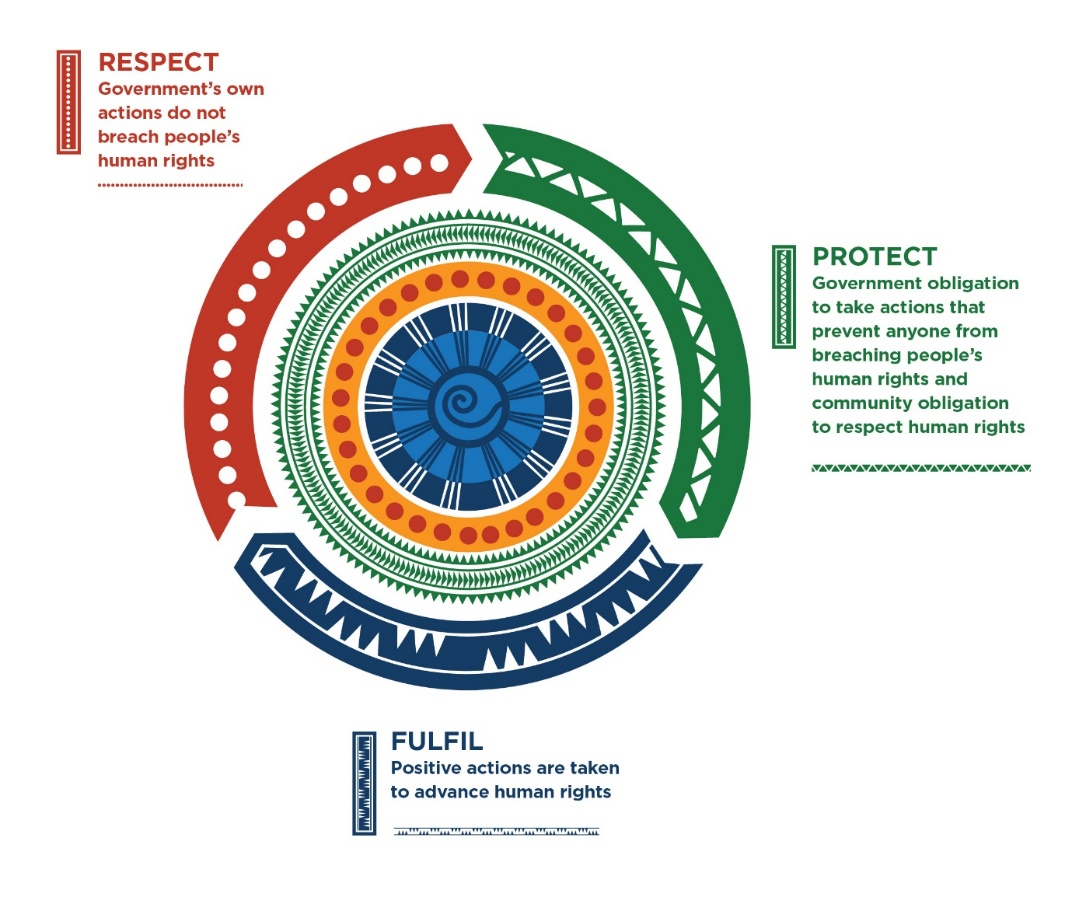 RESPECT
Government’s own
actions do not
breach people’s
human rights
PROTECT
Government obligation
to take actions that
prevent anyone from
breaching people’s
human rights and
community obligation
to respect human rights
FULFIL
Positive actions are taken
to advance human rights